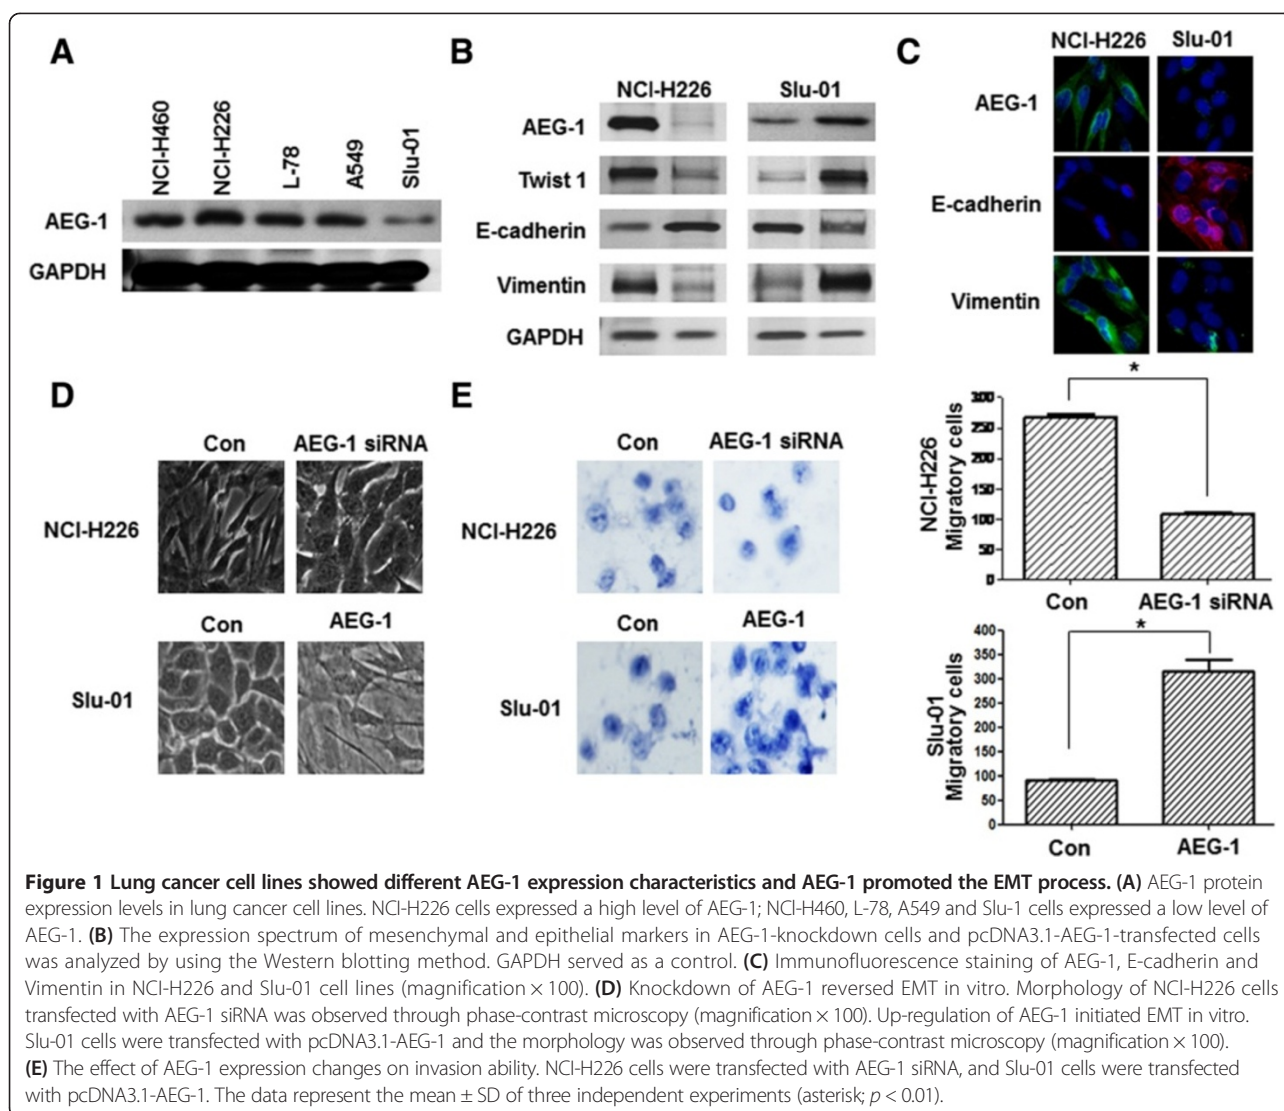 A
NCI-H460
NCI-H226
L-78
A549
Slu-01
AEG-1
GAPDH
B
NCI-H226 Slu-01
AEG-1
Twist 1
E-cadherin
Vimentin
GAPDH
C
NCI-H226 Slu-01
AEG-1
E-cadherin
Vimentin
D
Con AEG-1 siRNA
NCI-H226
Con AEG-1
Slu-01
E
Con AEG-1 siRNA
NCI-H226
Con AEG-1
Slu-01
*
NCI-H226
Migratory cells
300
250
200
150
100
50
0
Con AEG-1 siRNA
*
Slu-01
Migratory cells
400
350
300
250
200
150
100
50
0
Con AEG-1
Figure 1 Lung cancer cell lines showed different AEG-1 expression characteristics and AEG-1 promoted the EMT process. (A) AEG-1 protein
expression levels in lung cancer cell lines. NCI-H226 cells expressed a high level of AEG-1; NCI-H460, L-78, A549 and Slu-1 cells expressed a low level of
AEG-1. (B) The expression spectrum of mesenchymal and epithelial markers in AEG-1-knockdown cells and pcDNA3.1-AEG-1-transfected cells
was analyzed by using the Western blotting method. GAPDH served as a control. (C) Immunofluorescence staining of AEG-1, E-cadherin and
Vimentin in NCI-H226 and Slu-01 cell lines (magnification × 100). (D) Knockdown of AEG-1 reversed EMT in vitro. Morphology of NCI-H226 cells
transfected with AEG-1 siRNA was observed through phase-contrast microscopy (magnification × 100). Up-regulation of AEG-1 initiated EMT in vitro.
Slu-01 cells were transfected with pcDNA3.1-AEG-1 and the morphology was observed through phase-contrast microscopy (magnification × 100).
(E) The effect of AEG-1 expression changes on invasion ability. NCI-H226 cells were transfected with AEG-1 siRNA, and Slu-01 cells were transfected
with pcDNA3.1-AEG-1. The data represent the mean ± SD of three independent experiments (asterisk; p < 0.01).